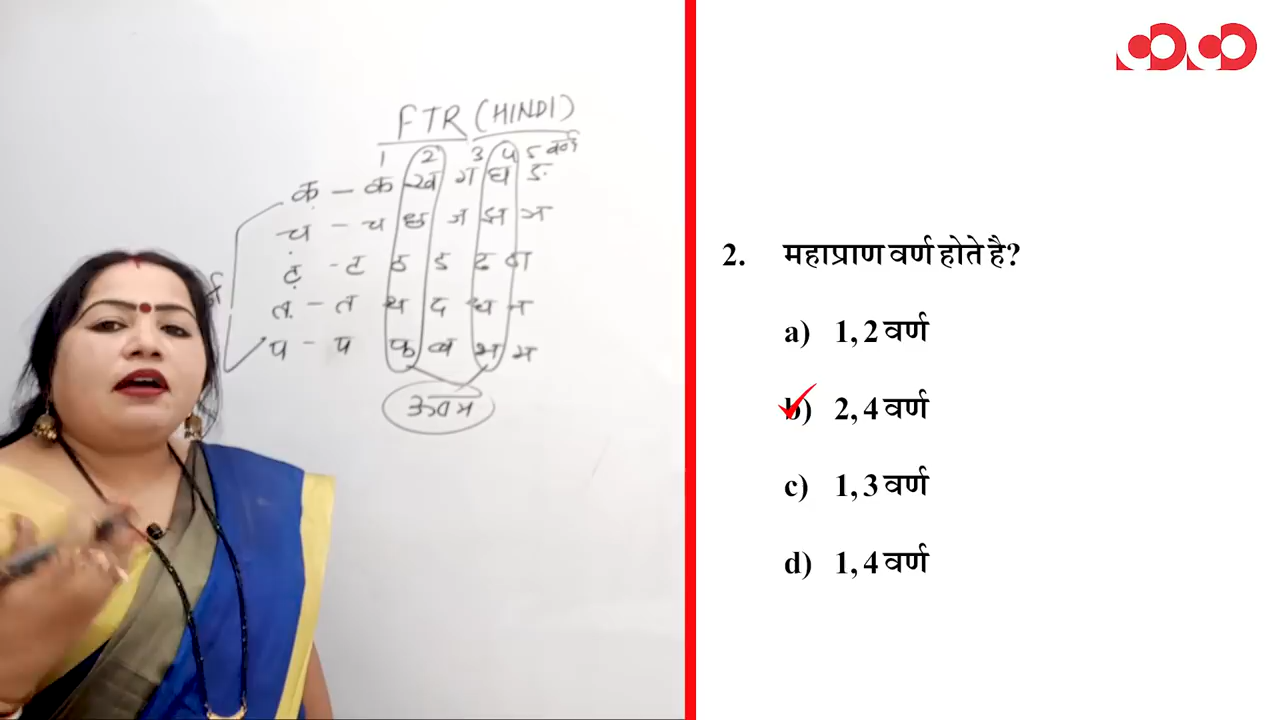 FTR (HINDI)
1 2 3 4 5 वर्ण
क़ – क ख ग घ ङ
च – च छ ज झ ञ
ट – ट ठ ड ढ ण
त – त थ द ध न
प – प फ ब भ म
ऊष्म
2. महाप्राण वर्ण होते है?
a) 1, 2 वर्ण
b) 2, 4 वर्ण
c) 1, 3 वर्ण
d) 1, 4 वर्ण